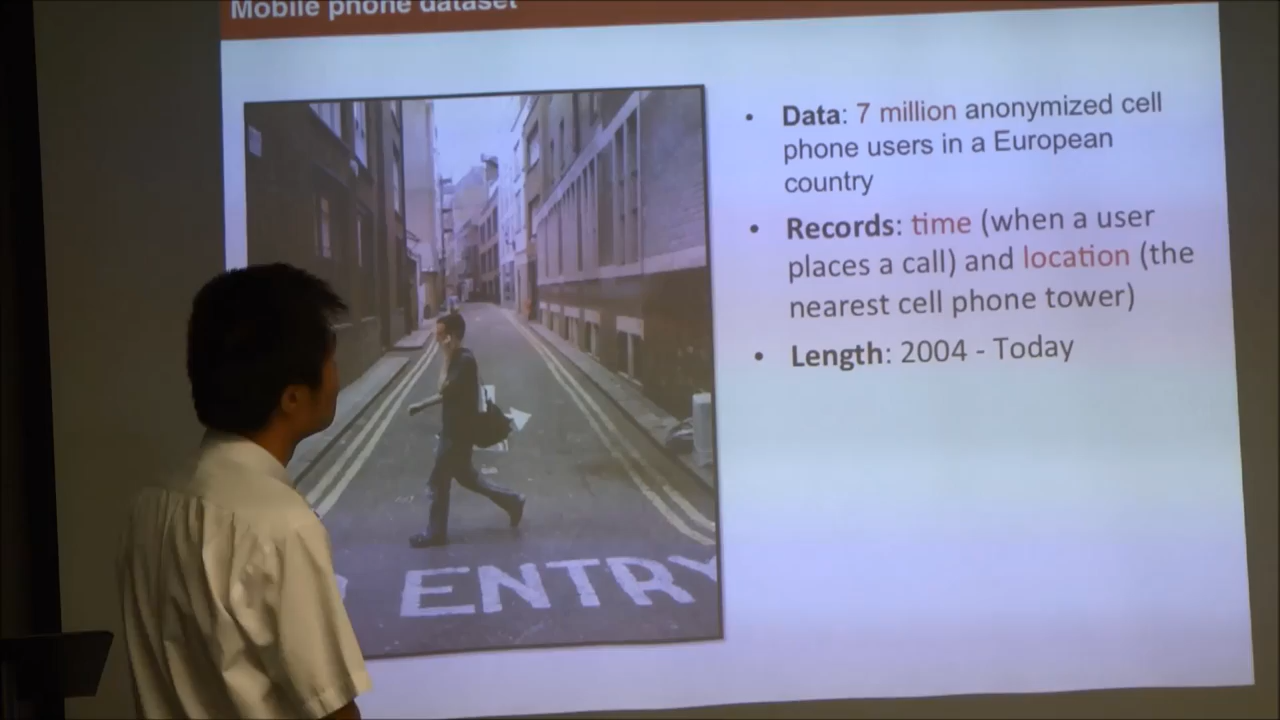 Mobile phone dataset
• Data: 7 million anonymized cell
phone users in a European
country
• Records: time (when a user
places a call) and location (the
nearest cell phone tower)
• Length: 2004 - Today
ENTRY